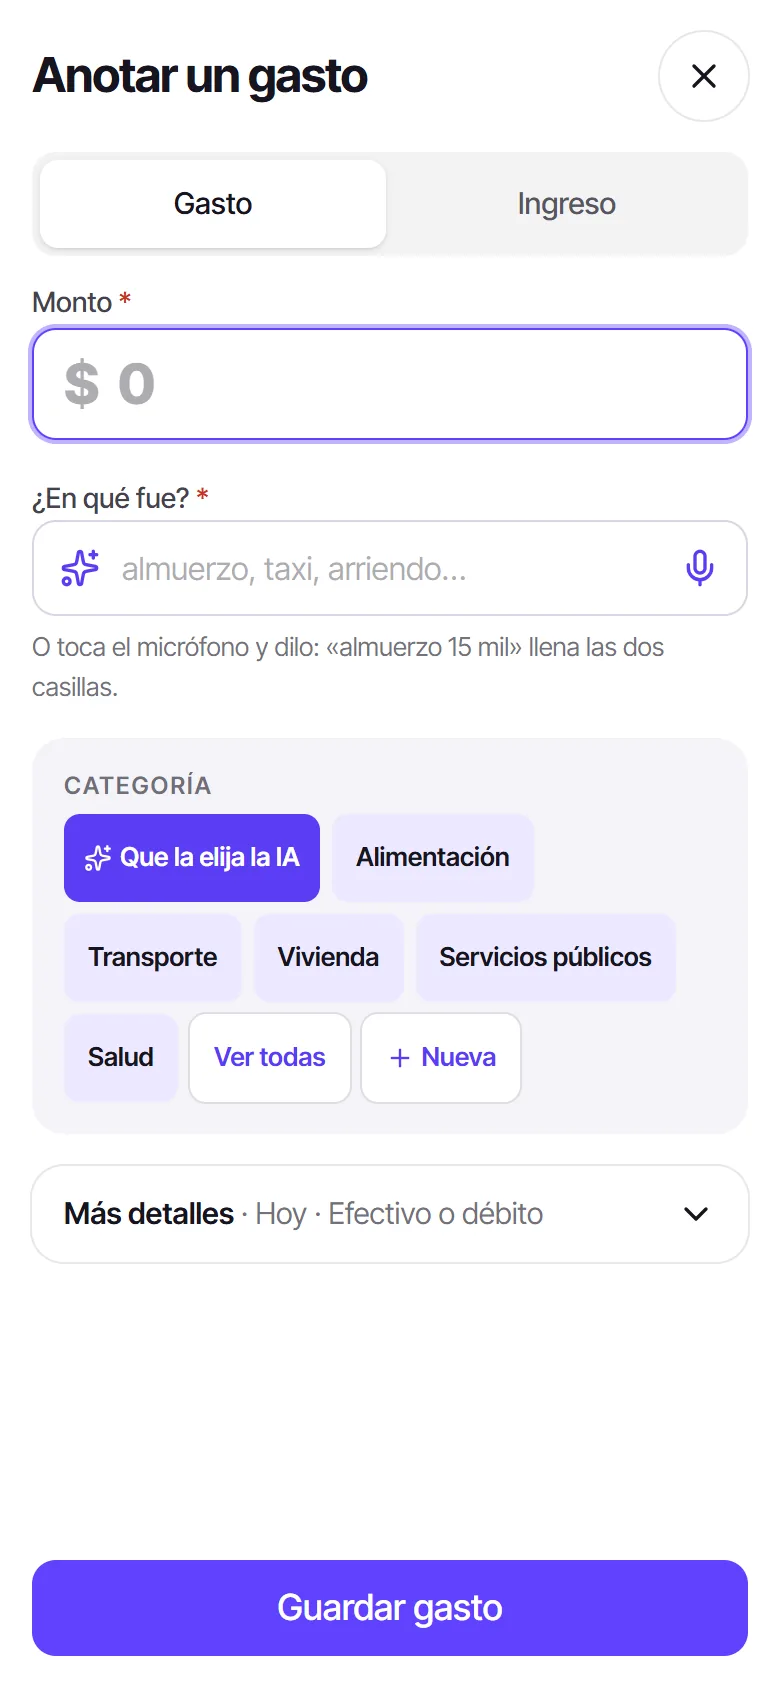 Anotar un gasto
Gasto
Ingreso
Monto *
$ 0
¿En qué fue? *
almuerzo, taxi, arriendo...
O toca el micrófono y dilo: «almuerzo 15 mil» llena las dos
casillas.
CATEGORÍA
Que la elija la IA
Alimentación
Transporte
Vivienda
Servicios públicos
Salud
Ver todas
+ Nueva
Más detalles · Hoy · Efectivo o débito
Guardar gasto